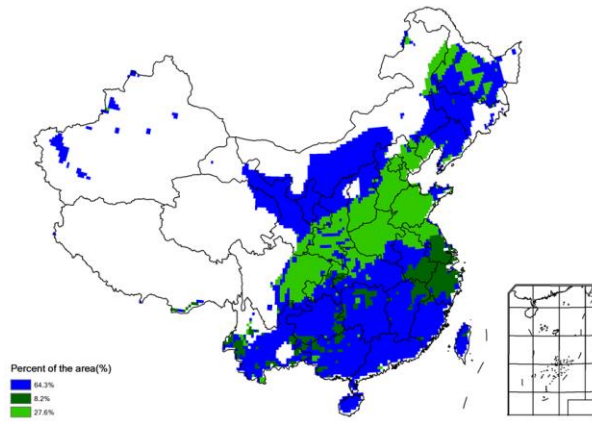 Percent of the area(%)
64.3%
8.2%
27.6%